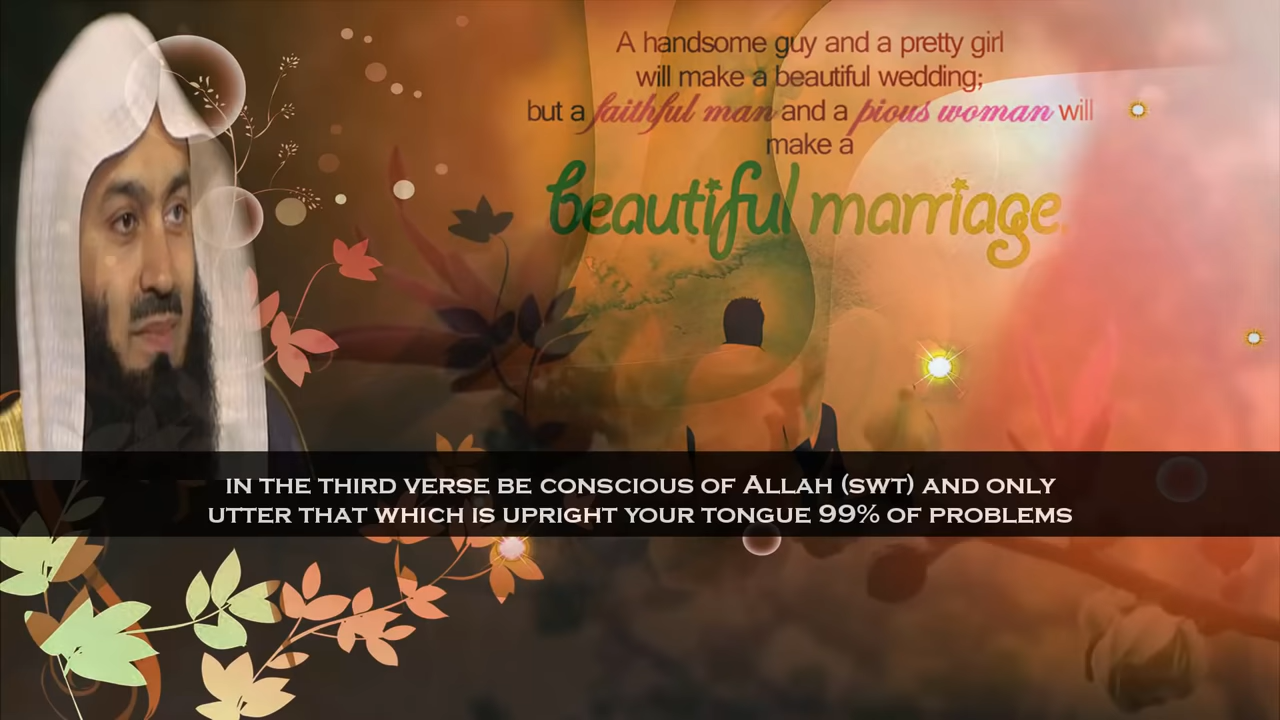 A handsome guy and a pretty girl
will make a beautiful wedding;
but a faithful man and a pious woman will
make a
beautiful marriage.
IN THE THIRD VERSE BE CONSCIOUS OF ALLAH (SWT) AND ONLY
UTTER THAT WHICH IS UPRIGHT YOUR TONGUE 99% OF PROBLEMS